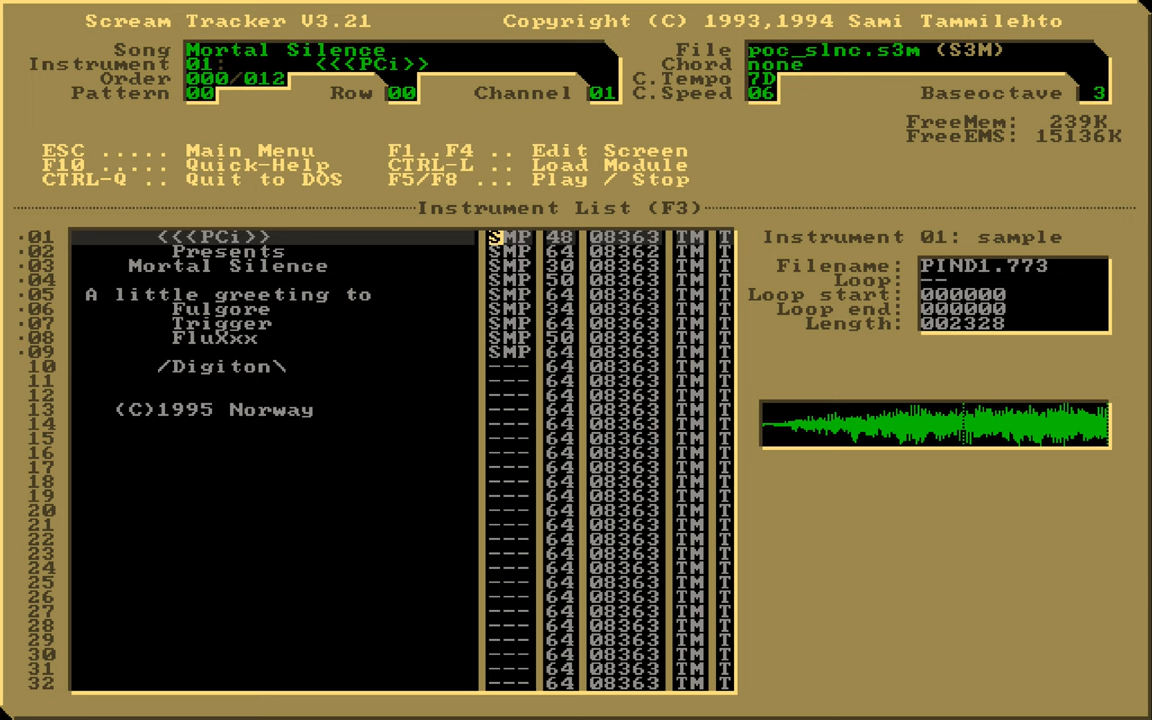 Scream Tracker V3.21 Copyright (C) 1993,1994 Sami Tammilehto
Song Mortal Silence File poc_slnc.s3m (S3M)
Instrument 01: <<<PCi>> Chord none
Order 000/012 C.Tempo 7D
Pattern 00 Row 00 Channel 01 C.Speed 06 Baseoctave 3
FreeMem: 239K
FreeEMS: 15136K
ESC ..... Main Menu F1..F4 .. Edit Screen
F10 ..... Quick-Help CTRL-L .. Load Module
CTRL-Q .. Quit to DOS F5/F8 ... Play / Stop
Instrument List (F3)
·01 <<<PCi>> SMP 48 08363 TM T Instrument 01: sample
·02 Presents SMP 64 08362 TM T
·03 Mortal Silence SMP 30 08363 TM T Filename: PIND1.773
·04 SMP 50 08363 TM T Loop: --
·05 A little greeting to SMP 64 08363 TM T Loop start: 000000
·06 Fulgore SMP 34 08363 TM T Loop end: 000000
·07 Trigger SMP 64 08363 TM T Length: 002328
·08 FluXxx SMP 50 08363 TM T
·09 SMP 64 08363 TM T
10 /Digiton\ --- 64 08363 TM T
11 --- 64 08363 TM T
12 --- 64 08363 TM T
13 (C)1995 Norway --- 64 08363 TM T
14 --- 64 08363 TM T
15 --- 64 08363 TM T
16 --- 64 08363 TM T
17 --- 64 08363 TM T
18 --- 64 08363 TM T
19 --- 64 08363 TM T
20 --- 64 08363 TM T
21 --- 64 08363 TM T
22 --- 64 08363 TM T
23 --- 64 08363 TM T
24 --- 64 08363 TM T
25 --- 64 08363 TM T
26 --- 64 08363 TM T
27 --- 64 08363 TM T
28 --- 64 08363 TM T
29 --- 64 08363 TM T
30 --- 64 08363 TM T
31 --- 64 08363 TM T
32 --- 64 08363 TM T